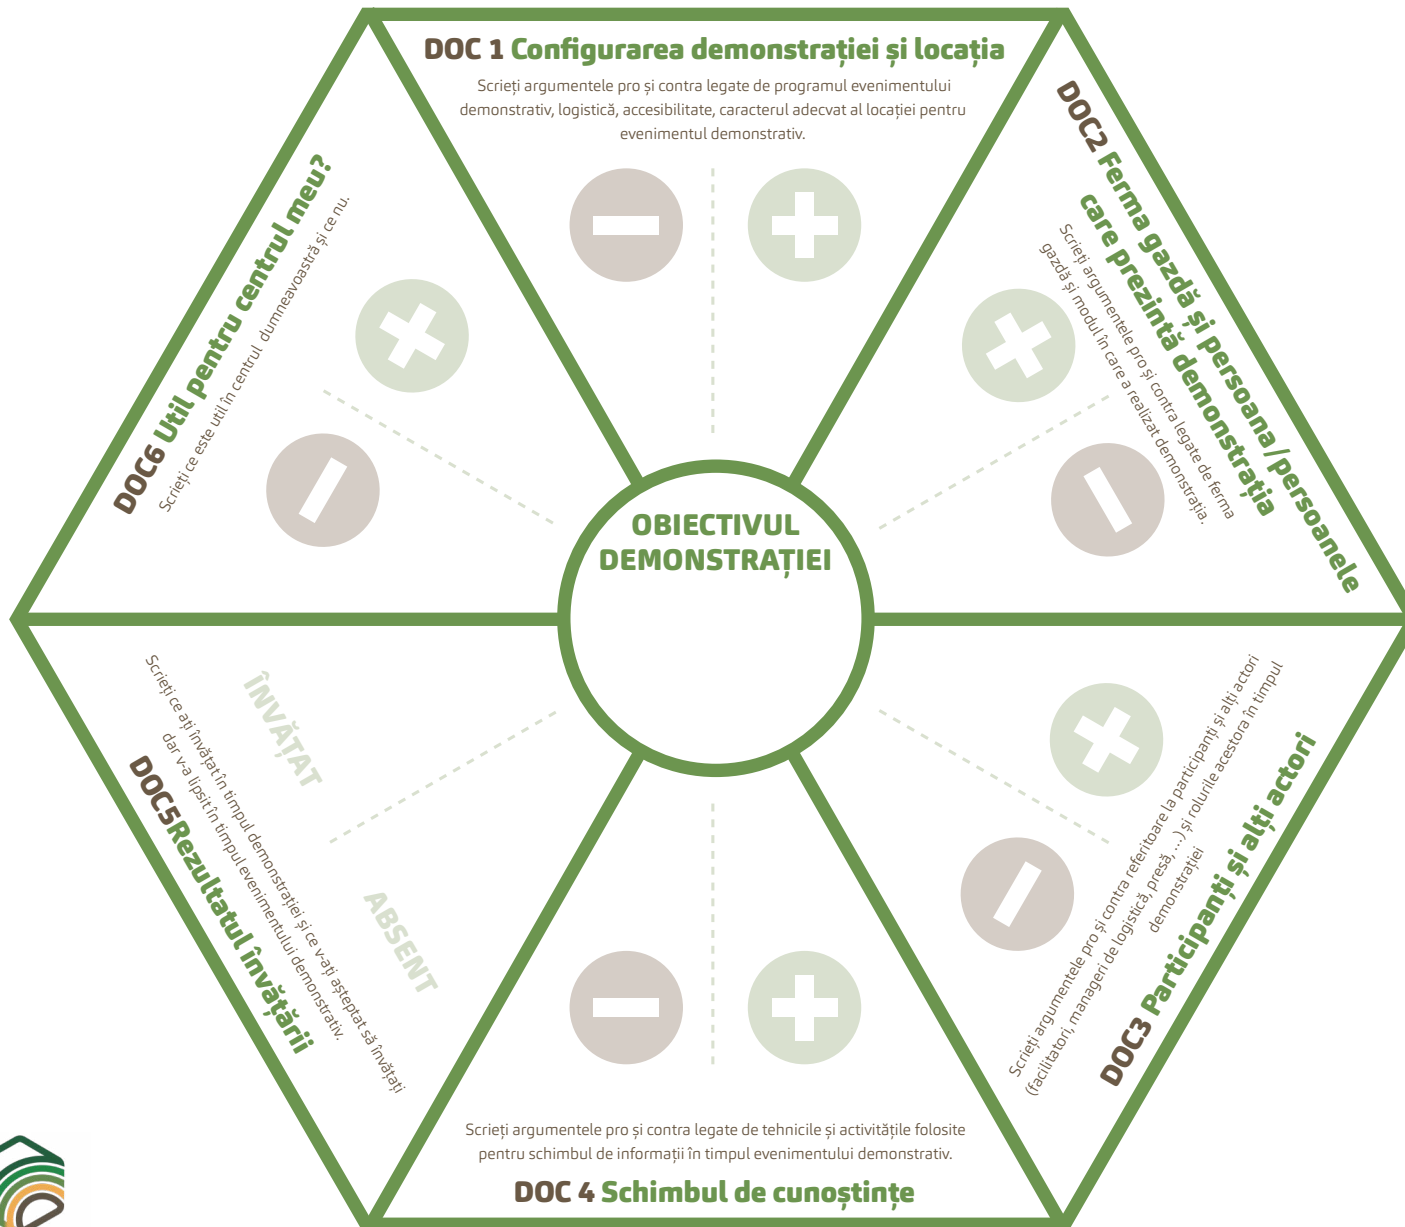 DOC 1 Configurarea demonstrației și locația
Scrieți argumentele pro și contra legate de programul evenimentului
demonstrativ, logistică, accesibilitate, caracterul adecvat al locației pentru
evenimentul demonstrativ.
DOC2 Ferma gazdă și persoana/persoanele
care prezintă demonstrația
Scrieți argumentele pro și contra legate de ferma
gazdă și modul în care a realizat demonstrația.
DOC6 Util pentru centrul meu?
Scrieți ce este util în centrul dumneavoastră și ce nu.
OBIECTIVUL
DEMONSTRAȚIEI
Scrieți argumentele pro și contra referitoare la participanți și alți actori
(facilitatori, manageri de logistică, presă, ...) și rolurile acestora în timpul
demonstrației
DOC3 Participanți și alți actori
ÎNVĂȚAT
ABSENT
Scrieți ce ați învățat în timpul demonstrației și ce v-ați așteptat să învățați
dar v-a lipsit în timpul evenimentului demonstrativ.
DOC5Rezultatul învățării
Scrieți argumentele pro și contra legate de tehnicile și activitățile folosite
pentru schimbul de informații în timpul evenimentului demonstrativ.
DOC 4 Schimbul de cunoștințe